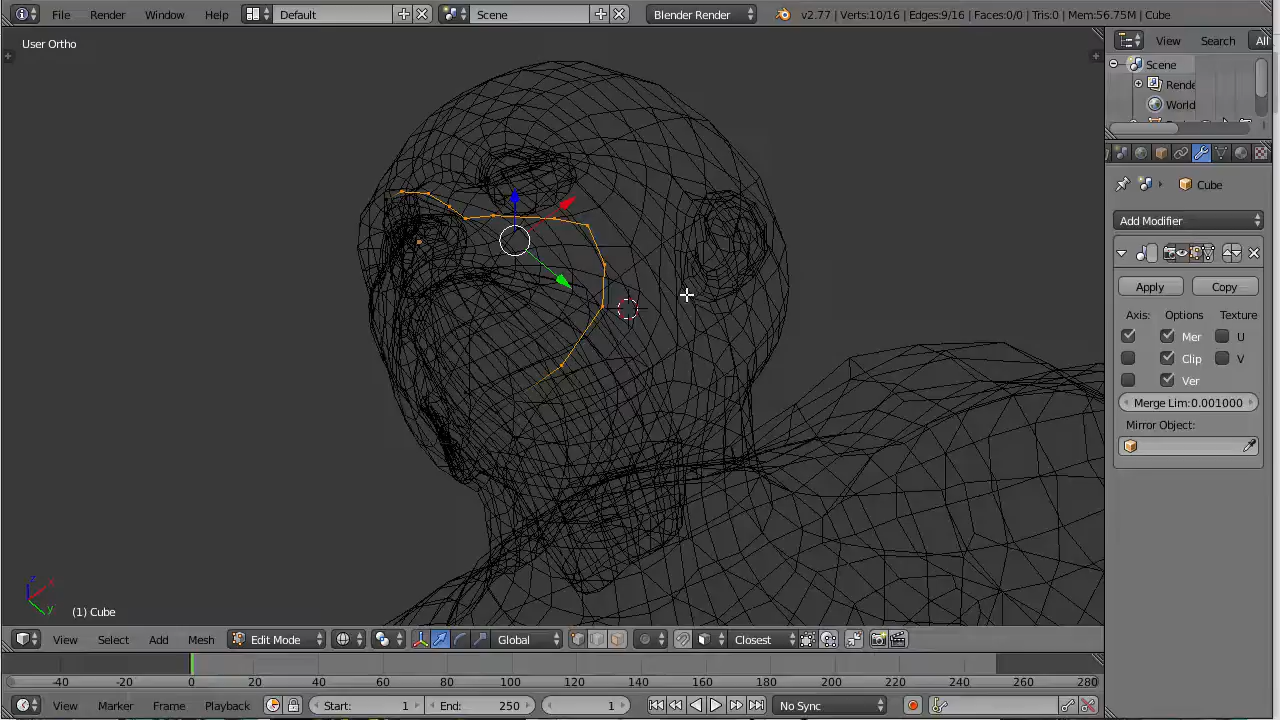 File Render Window Help Default Scene Blender Render v2.77 | Verts:10/16 | Edges:9/16 | Faces:0/0 | Tris:0 | Mem:56.75M | Cube
User Ortho
View Search All
Scene
Rende
World
Cube
Add Modifier
Apply Copy
Axis: Options Texture
Mer U
Clip V
Ver
Merge Lim:0.001000
Mirror Object:
z x
y
(1) Cube
View Select Add Mesh Edit Mode Global Closest
-40 -20 0 20 40 60 80 100 120 140 160 180 200 220 240 260 280
View Marker Frame Playback Start: 1 End: 250 1 No Sync